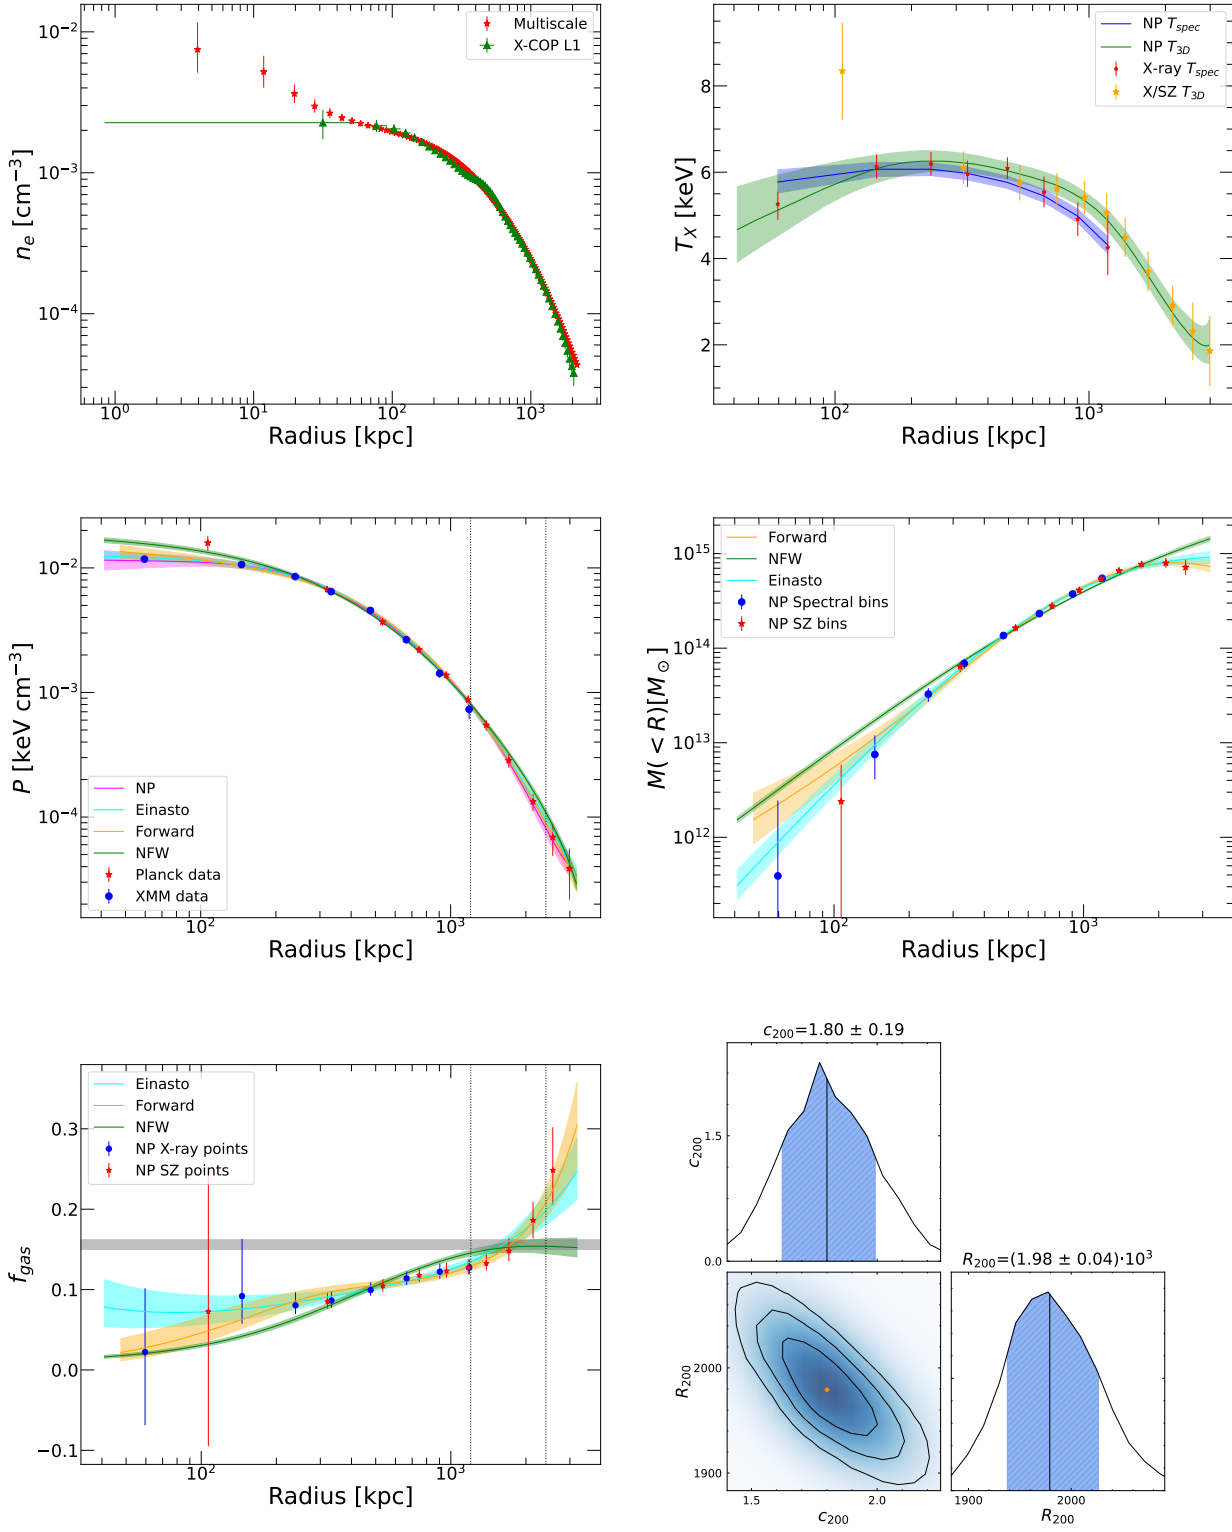 Multiscale
X-COP L1
n_e [cm^-3]
10^-2
10^-3
10^-4
10^0 10^1 10^2 10^3
Radius [kpc]
NP T_spec
NP T_3D
X-ray T_spec
X/SZ T_3D
T_X [keV]
8
6
4
2
10^2 10^3
Radius [kpc]
P [keV cm^-3]
10^-2
10^-3
10^-4
NP
Einasto
Forward
NFW
Planck data
XMM data
10^2 10^3
Radius [kpc]
Forward
NFW
Einasto
NP Spectral bins
NP SZ bins
M(< R)[M_⊙]
10^15
10^14
10^13
10^12
10^2 10^3
Radius [kpc]
Einasto
Forward
NFW
NP X-ray points
NP SZ points
f_gas
0.3
0.2
0.1
0.0
−0.1
10^2 10^3
Radius [kpc]
c_200=1.80 ± 0.19
c_200
1.5
0.0
R_200=(1.98 ± 0.04)·10^3
R_200
2000
1900
1.5 2.0
c_200
1900 2000
R_200